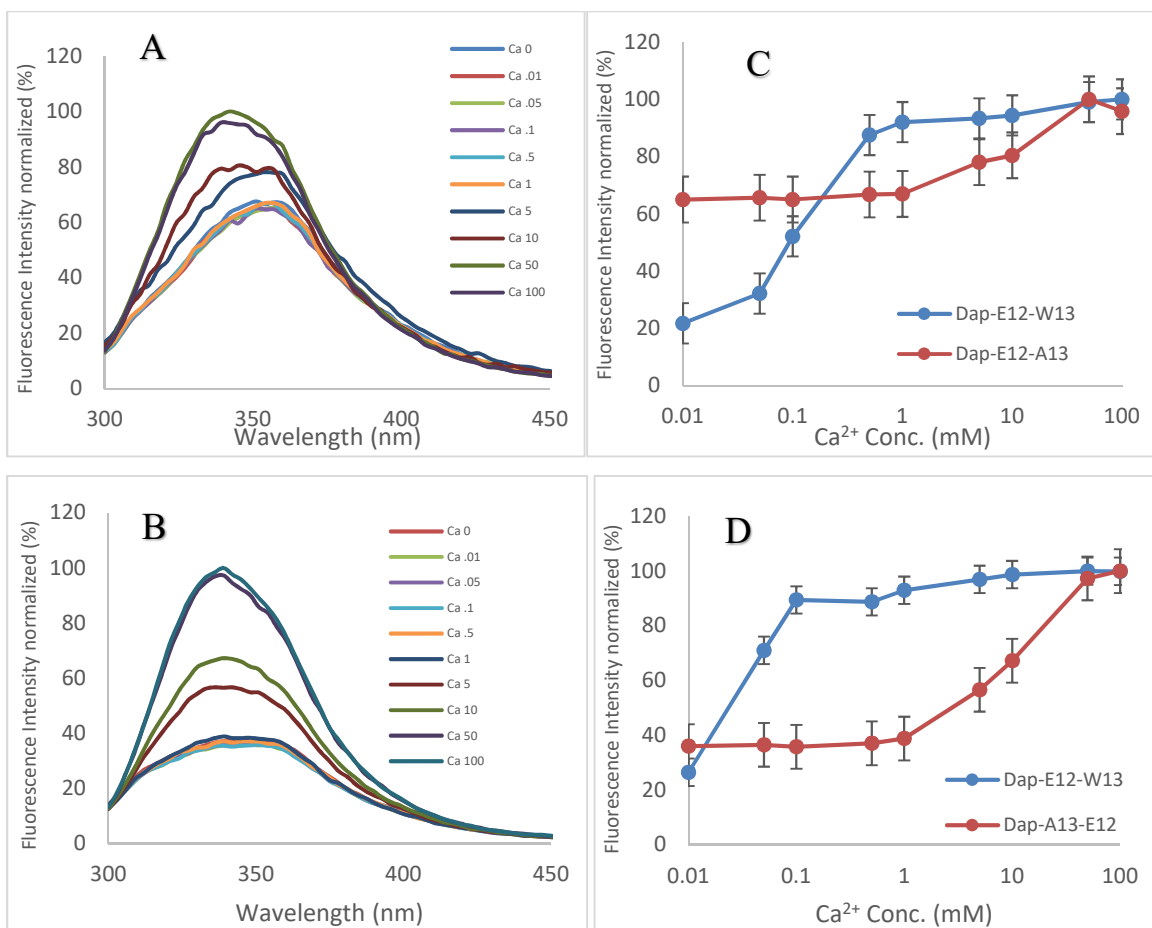 A
Fluorescence Intensity normalized (%)
120
100
80
60
40
20
0
300
350
400
450
Wavelength (nm)
Ca 0
Ca .01
Ca .05
Ca .1
Ca .5
Ca 1
Ca 5
Ca 10
Ca 50
Ca 100
C
Fluorescence Intensity normalized (%)
120
100
80
60
40
20
0
0.01
0.1
1
10
100
Ca²⁺ Conc. (mM)
Dap-E12-W13
Dap-E12-A13
B
Fluorescence Intensity normalized (%)
120
100
80
60
40
20
0
300
350
400
450
Wavelength (nm)
Ca 0
Ca .01
Ca .05
Ca .1
Ca .5
Ca 1
Ca 5
Ca 10
Ca 50
Ca 100
D
Fluorescence Intensity normalized (%)
120
100
80
60
40
20
0
0.01
0.1
1
10
100
Ca²⁺ Conc. (mM)
Dap-E12-W13
Dap-A13-E12